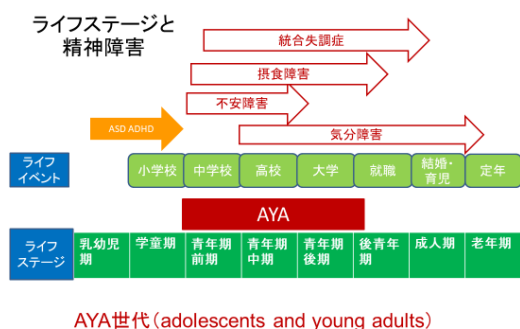 ライフステージと
精神障害
統合失調症
摂食障害
不安障害
ASD ADHD
気分障害
ライフ
イベント
小学校 中学校 高校 大学 就職 結婚・
育児 定年
AYA
ライフ
ステージ
乳幼児
期
学童期
青年期
前期
青年期
中期
青年期
後期
後青年
期
成人期
老年期
AYA世代(adolescents and young adults)